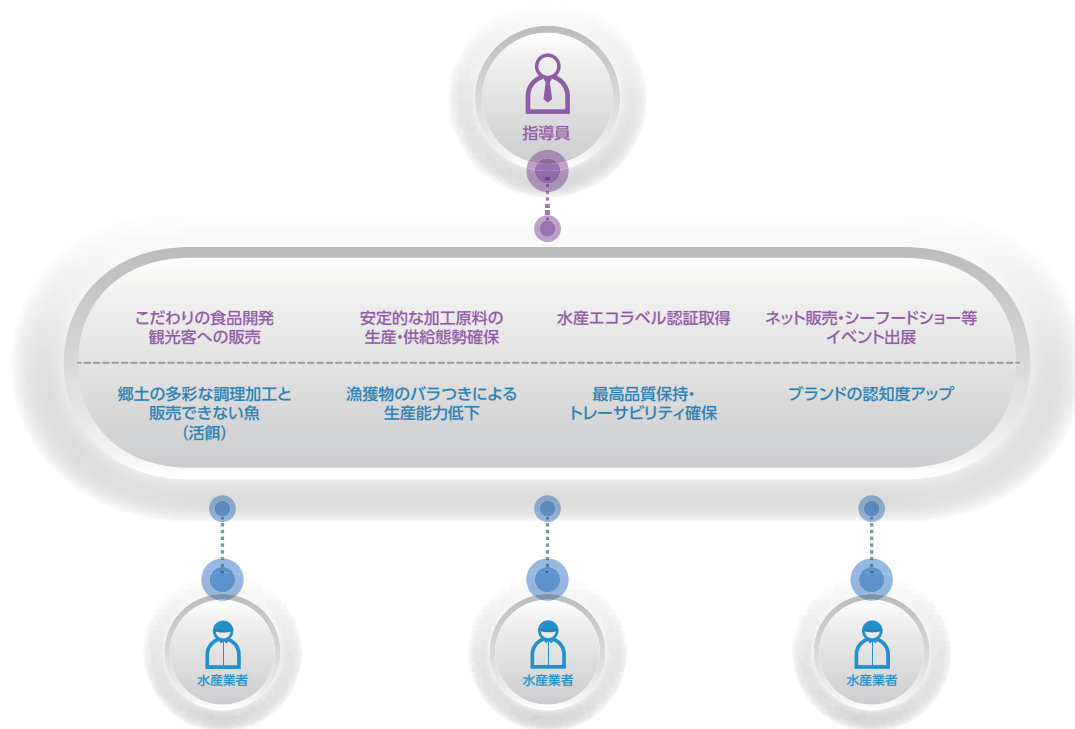 指導員
こだわりの食品開発
観光客への販売
安定的な加工原料の
生産・供給態勢確保
水産エコラベル認証取得
ネット販売・シーフードショー等
イベント出展
郷土の多彩な調理加工と
販売できない魚
（活餌）
漁獲物のバラつきによる
生産能力低下
最高品質保持・
トレーサビリティ確保
ブランドの認知度アップ
水産業者
水産業者
水産業者